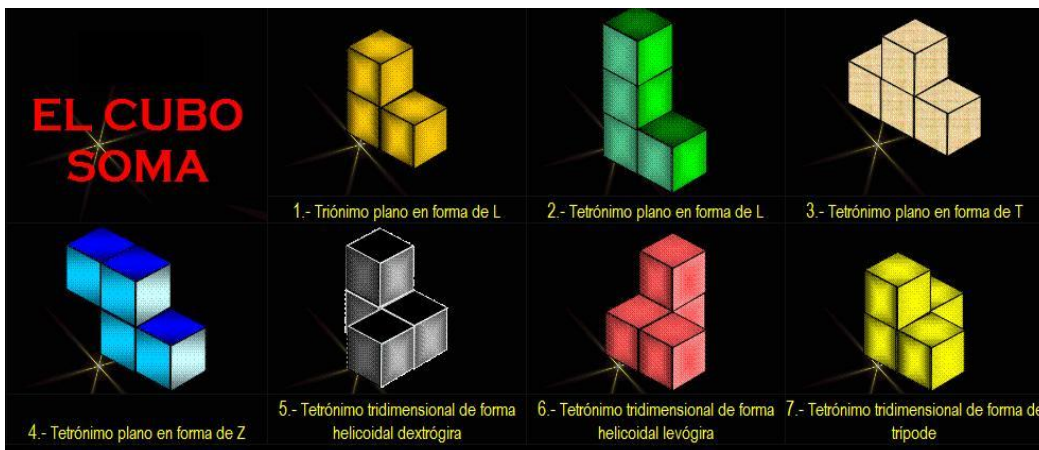 EL CUBO
SOMA
1.- Triónimo plano en forma de L
2.- Tetrónimo plano en forma de L
3.- Tetrónimo plano en forma de T
4.- Tetrónimo plano en forma de Z
5.- Tetrónimo tridimensional de forma
helicoidal dextrógira
6.- Tetrónimo tridimensional de forma
helicoidal levógira
7.- Tetrónimo tridimensional de forma de
tripode